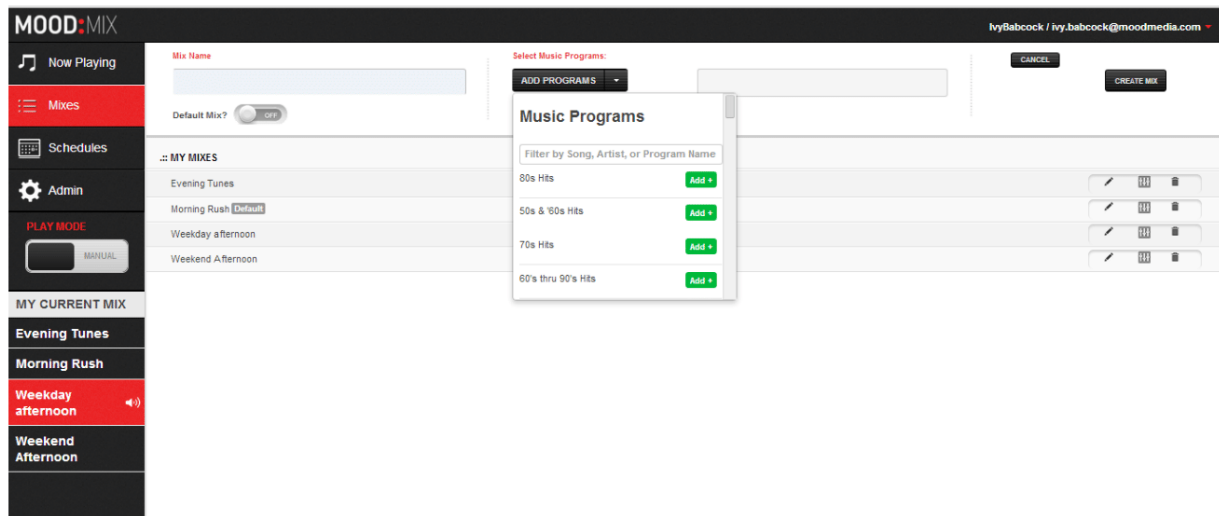 MOOD:MIX
IvyBabcock / ivy.babcock@moodmedia.com
Now Playing
Mixes
Schedules
Admin
PLAY MODE
MANUAL
MY CURRENT MIX
Evening Tunes
Morning Rush
Weekday
afternoon
Weekend
Afternoon
Mix Name
Default Mix?
OFF
Select Music Programs:
ADD PROGRAMS
CANCEL
CREATE MIX
Music Programs
Filter by Song, Artist, or Program Name
80s Hits Add +
50s & '60s Hits Add +
70s Hits Add +
60's thru 90's Hits Add +
.:: MY MIXES
Evening Tunes
Morning Rush Default
Weekday afternoon
Weekend Afternoon